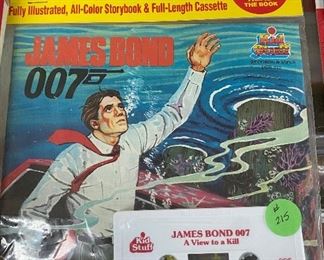 THE BOOK
Fully Illustrated, All-Color Storybook & Full-Length Cassette
JAMES BOND
007
Kid Stuff
JAMES BOND 007
A View to a Kill
Kid Stuff
# 215